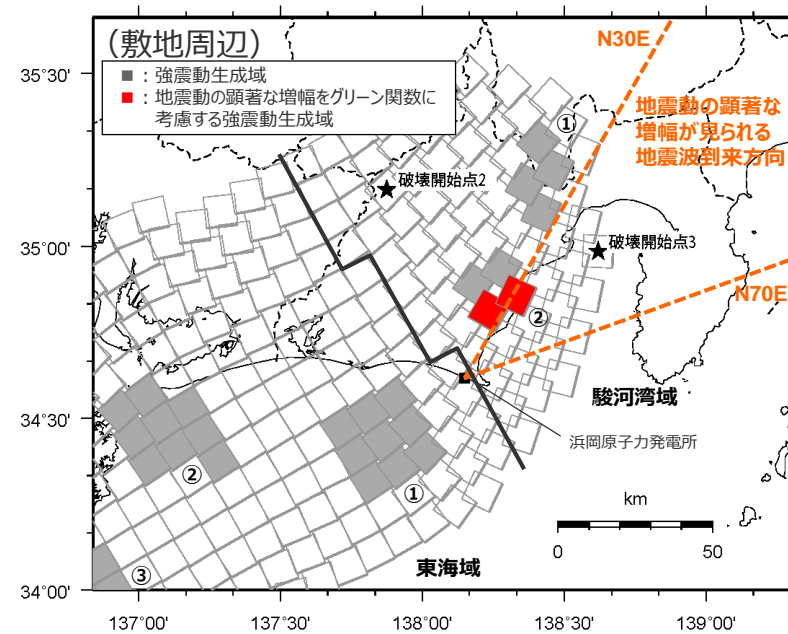 (敷地周辺)
■ : 強震動生成域
■ : 地震動の顕著な増幅をグリーン関数に
考慮する強震動生成域
N30E
地震動の顕著な
増幅が見られる
地震波到来方向
①
★ 破壊開始点2
★ 破壊開始点3
N70E
②
駿河湾域
浜岡原子力発電所
②
①
③
東海域
km
0 50
35°30'
35°00'
34°30'
34°00'
137°00' 137°30' 138°00' 138°30' 139°00'